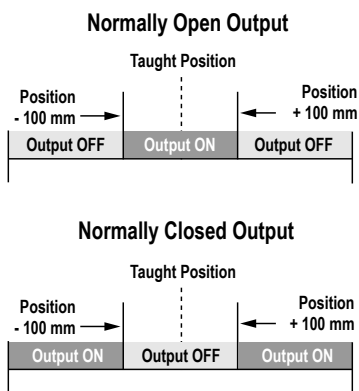 Normally Open Output
Taught Position
Position
- 100 mm
Position
+ 100 mm
Output OFF
Output ON
Output OFF
Normally Closed Output
Taught Position
Position
- 100 mm
Position
+ 100 mm
Output ON
Output OFF
Output ON